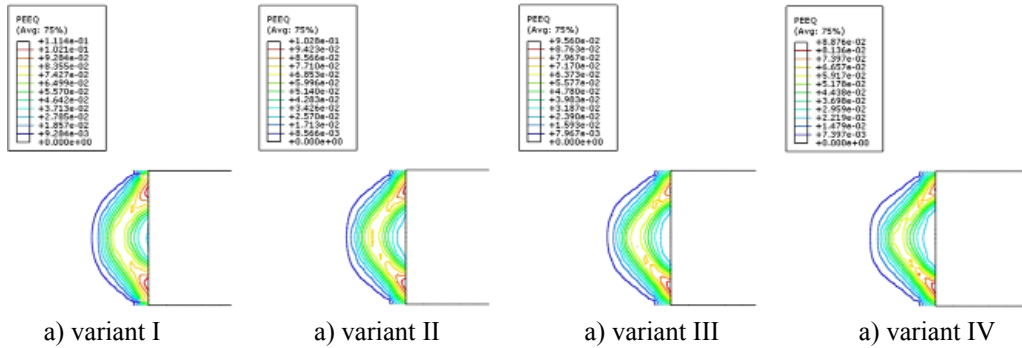 PEEQ
(Avg: 75%)
+1.114e-01
+1.021e-01
+9.284e-02
+8.355e-02
+7.427e-02
+6.499e-02
+5.570e-02
+4.642e-02
+3.713e-02
+2.785e-02
+1.857e-02
+9.284e-03
+0.000e+00
PEEQ
(Avg: 75%)
+1.028e-01
+9.423e-02
+8.566e-02
+7.710e-02
+6.853e-02
+5.996e-02
+5.140e-02
+4.283e-02
+3.426e-02
+2.570e-02
+1.713e-02
+8.566e-03
+0.000e+00
PEEQ
(Avg: 75%)
+9.560e-02
+8.763e-02
+7.967e-02
+7.170e-02
+6.373e-02
+5.577e-02
+4.780e-02
+3.983e-02
+3.187e-02
+2.390e-02
+1.593e-02
+7.967e-03
+0.000e+00
PEEQ
(Avg: 75%)
+8.876e-02
+8.136e-02
+7.397e-02
+6.657e-02
+5.917e-02
+5.178e-02
+4.438e-02
+3.698e-02
+2.959e-02
+2.219e-02
+1.479e-02
+7.397e-03
+0.000e+00
a) variant I
a) variant II
a) variant III
a) variant IV